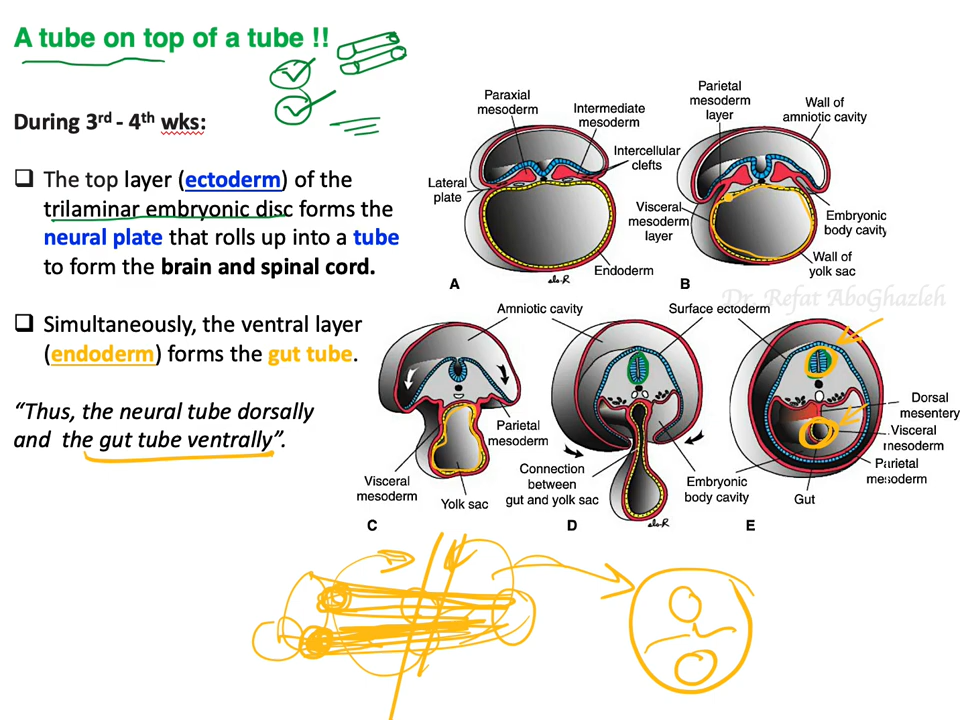 A tube on top of a tube !!
During 3rd - 4th wks:
❑ The top layer (ectoderm) of the
trilaminar embryonic disc forms the
neural plate that rolls up into a tube
to form the brain and spinal cord.
❑ Simultaneously, the ventral layer
(endoderm) forms the gut tube.
“Thus, the neural tube dorsally
and the gut tube ventrally”.
Paraxial
mesoderm
Intermediate
mesoderm
Intercellular
clefts
Lateral
plate
Endoderm
A
Parietal
mesoderm
layer
Wall of
amniotic cavity
Visceral
mesoderm
layer
Embryonic
body cavity
Wall of
yolk sac
B
Dr. Refat AboGhazleh
Amniotic cavity
Surface ectoderm
Visceral
mesoderm
Yolk sac
Parietal
mesoderm
C
Connection
between
gut and yolk sac
Embryonic
body cavity
D
Dorsal
mesentery
Visceral
mesoderm
Parietal
mesoderm
Gut
E